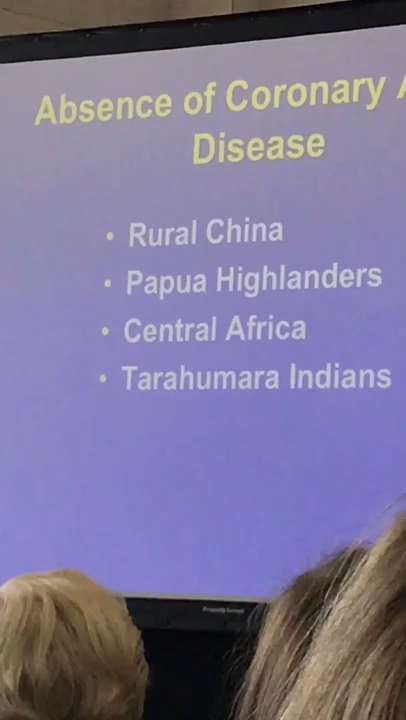 Absence of Coronary A
Disease
• Rural China
• Papua Highlanders
• Central Africa
• Tarahumara Indians